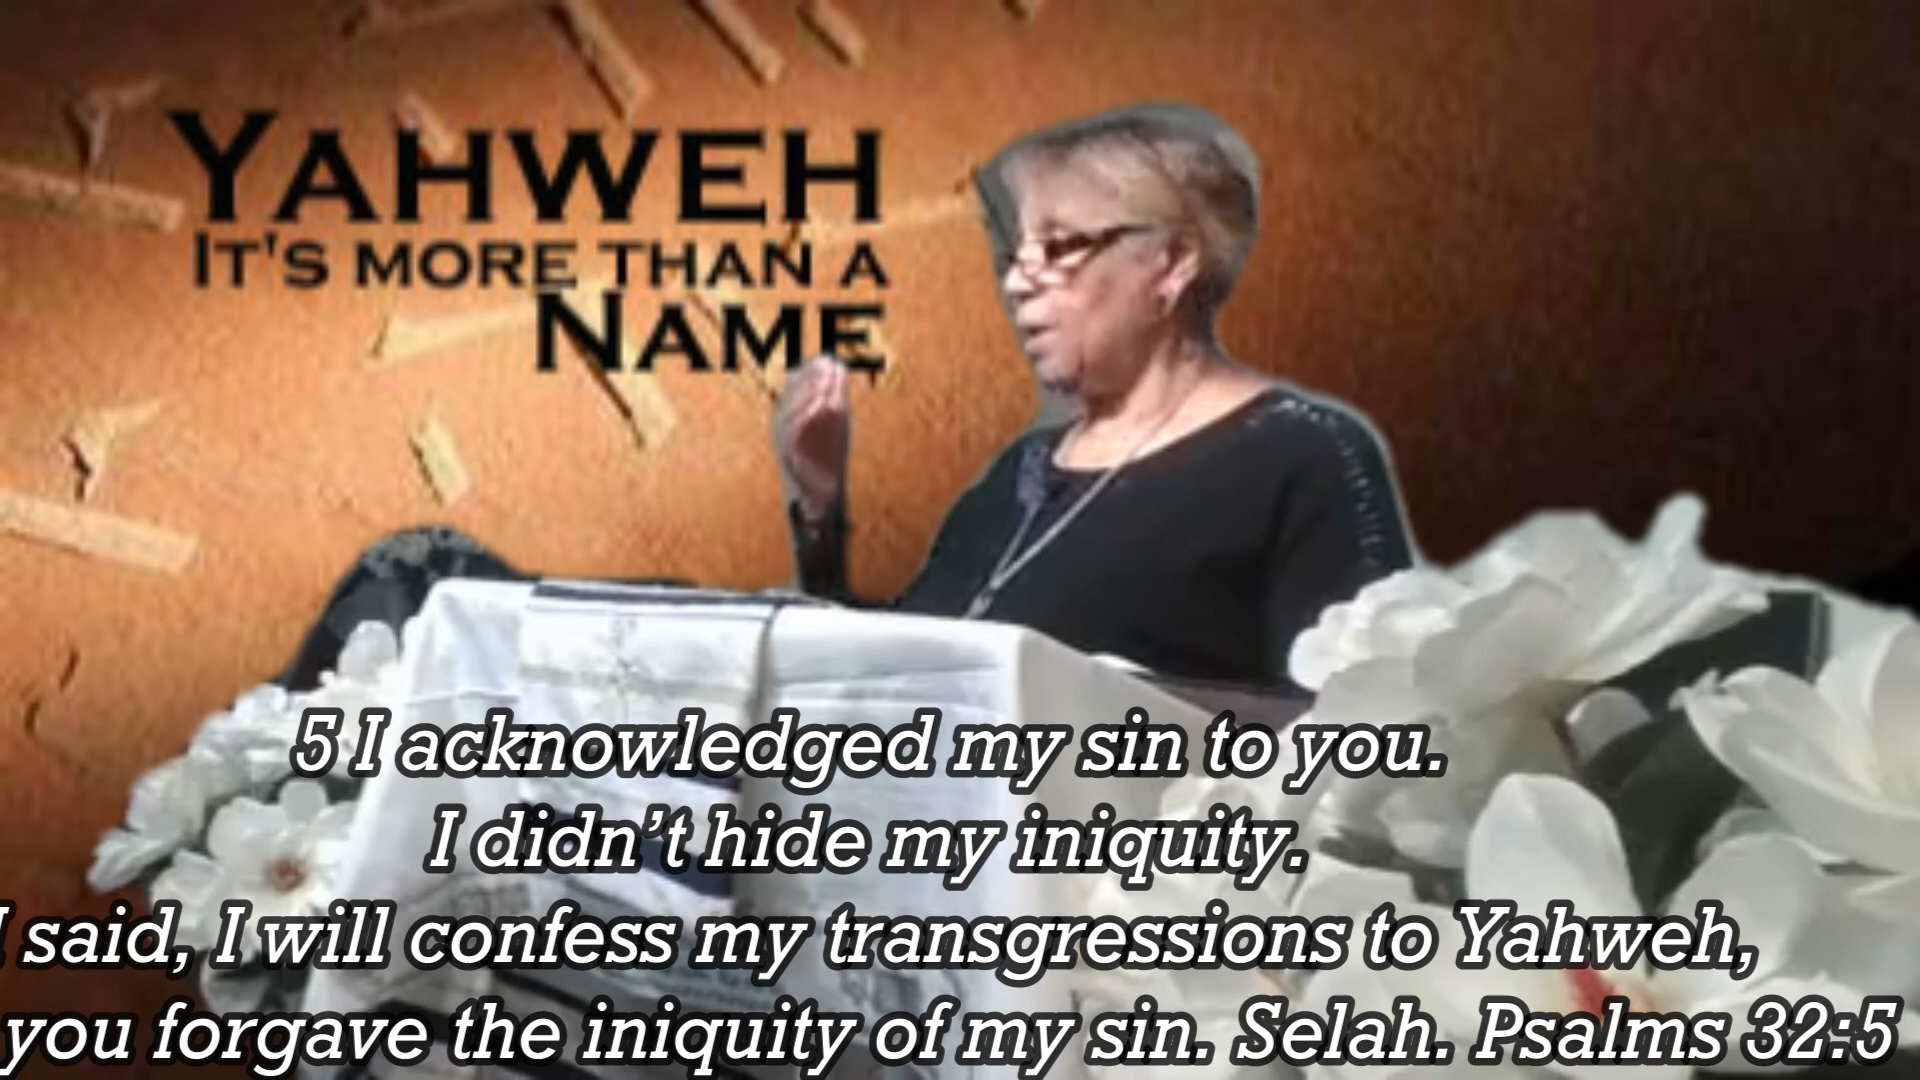 YAHWEH
IT'S MORE THAN A
NAME
5 I acknowledged my sin to you.
I didn’t hide my iniquity.
I said, I will confess my transgressions to Yahweh,
you forgave the iniquity of my sin. Selah. Psalms 32:5